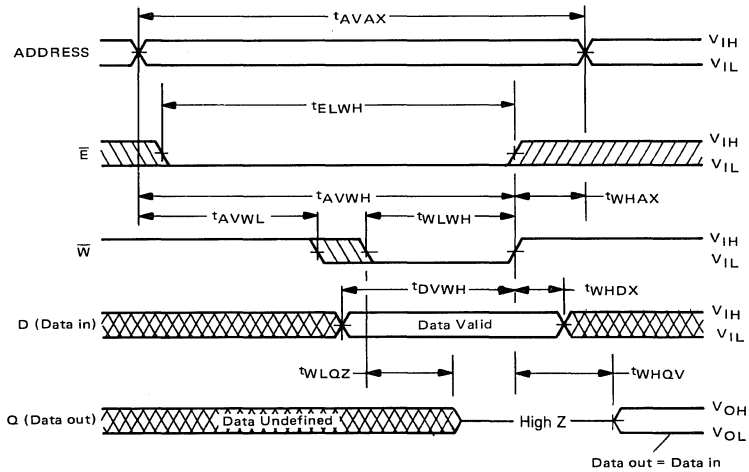 tAVAX
ADDRESS
VIH
VIL
tELWH
E
VIH
VIL
tAVWH
tWHAX
tAVWL
tWLWH
W
VIH
VIL
tDVWH
tWHDX
D (Data in)
Data Valid
VIH
VIL
tWLQZ
tWHQV
Q (Data out)
Data Undefined
High Z
VOH
VOL
Data out = Data in